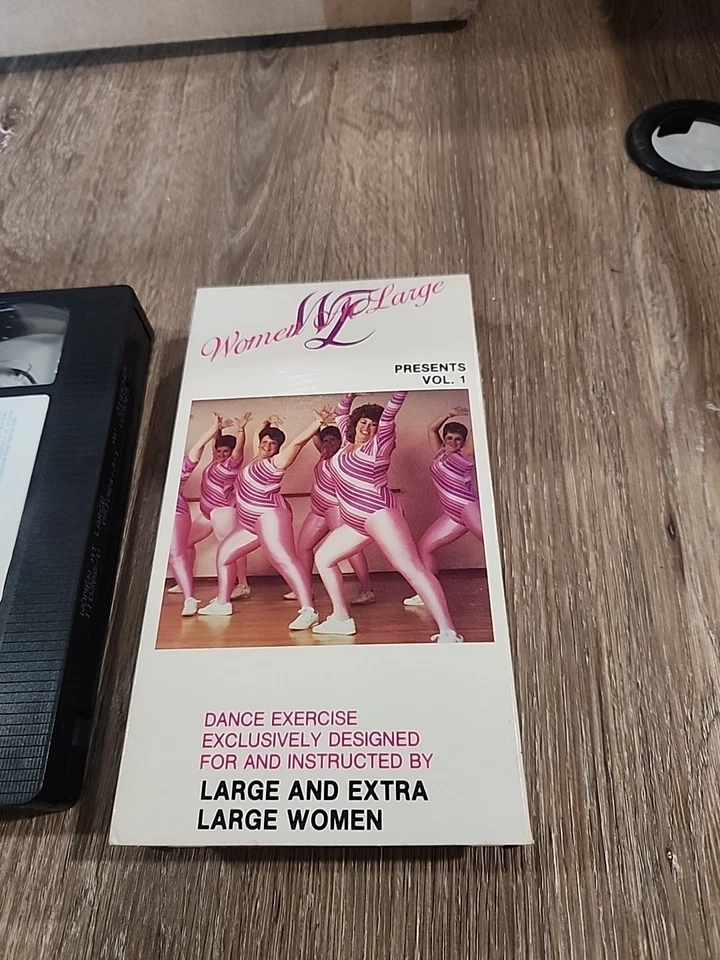 Women At Large
WL
PRESENTS
VOL. 1
DANCE EXERCISE
EXCLUSIVELY DESIGNED
FOR AND INSTRUCTED BY
LARGE AND EXTRA
LARGE WOMEN